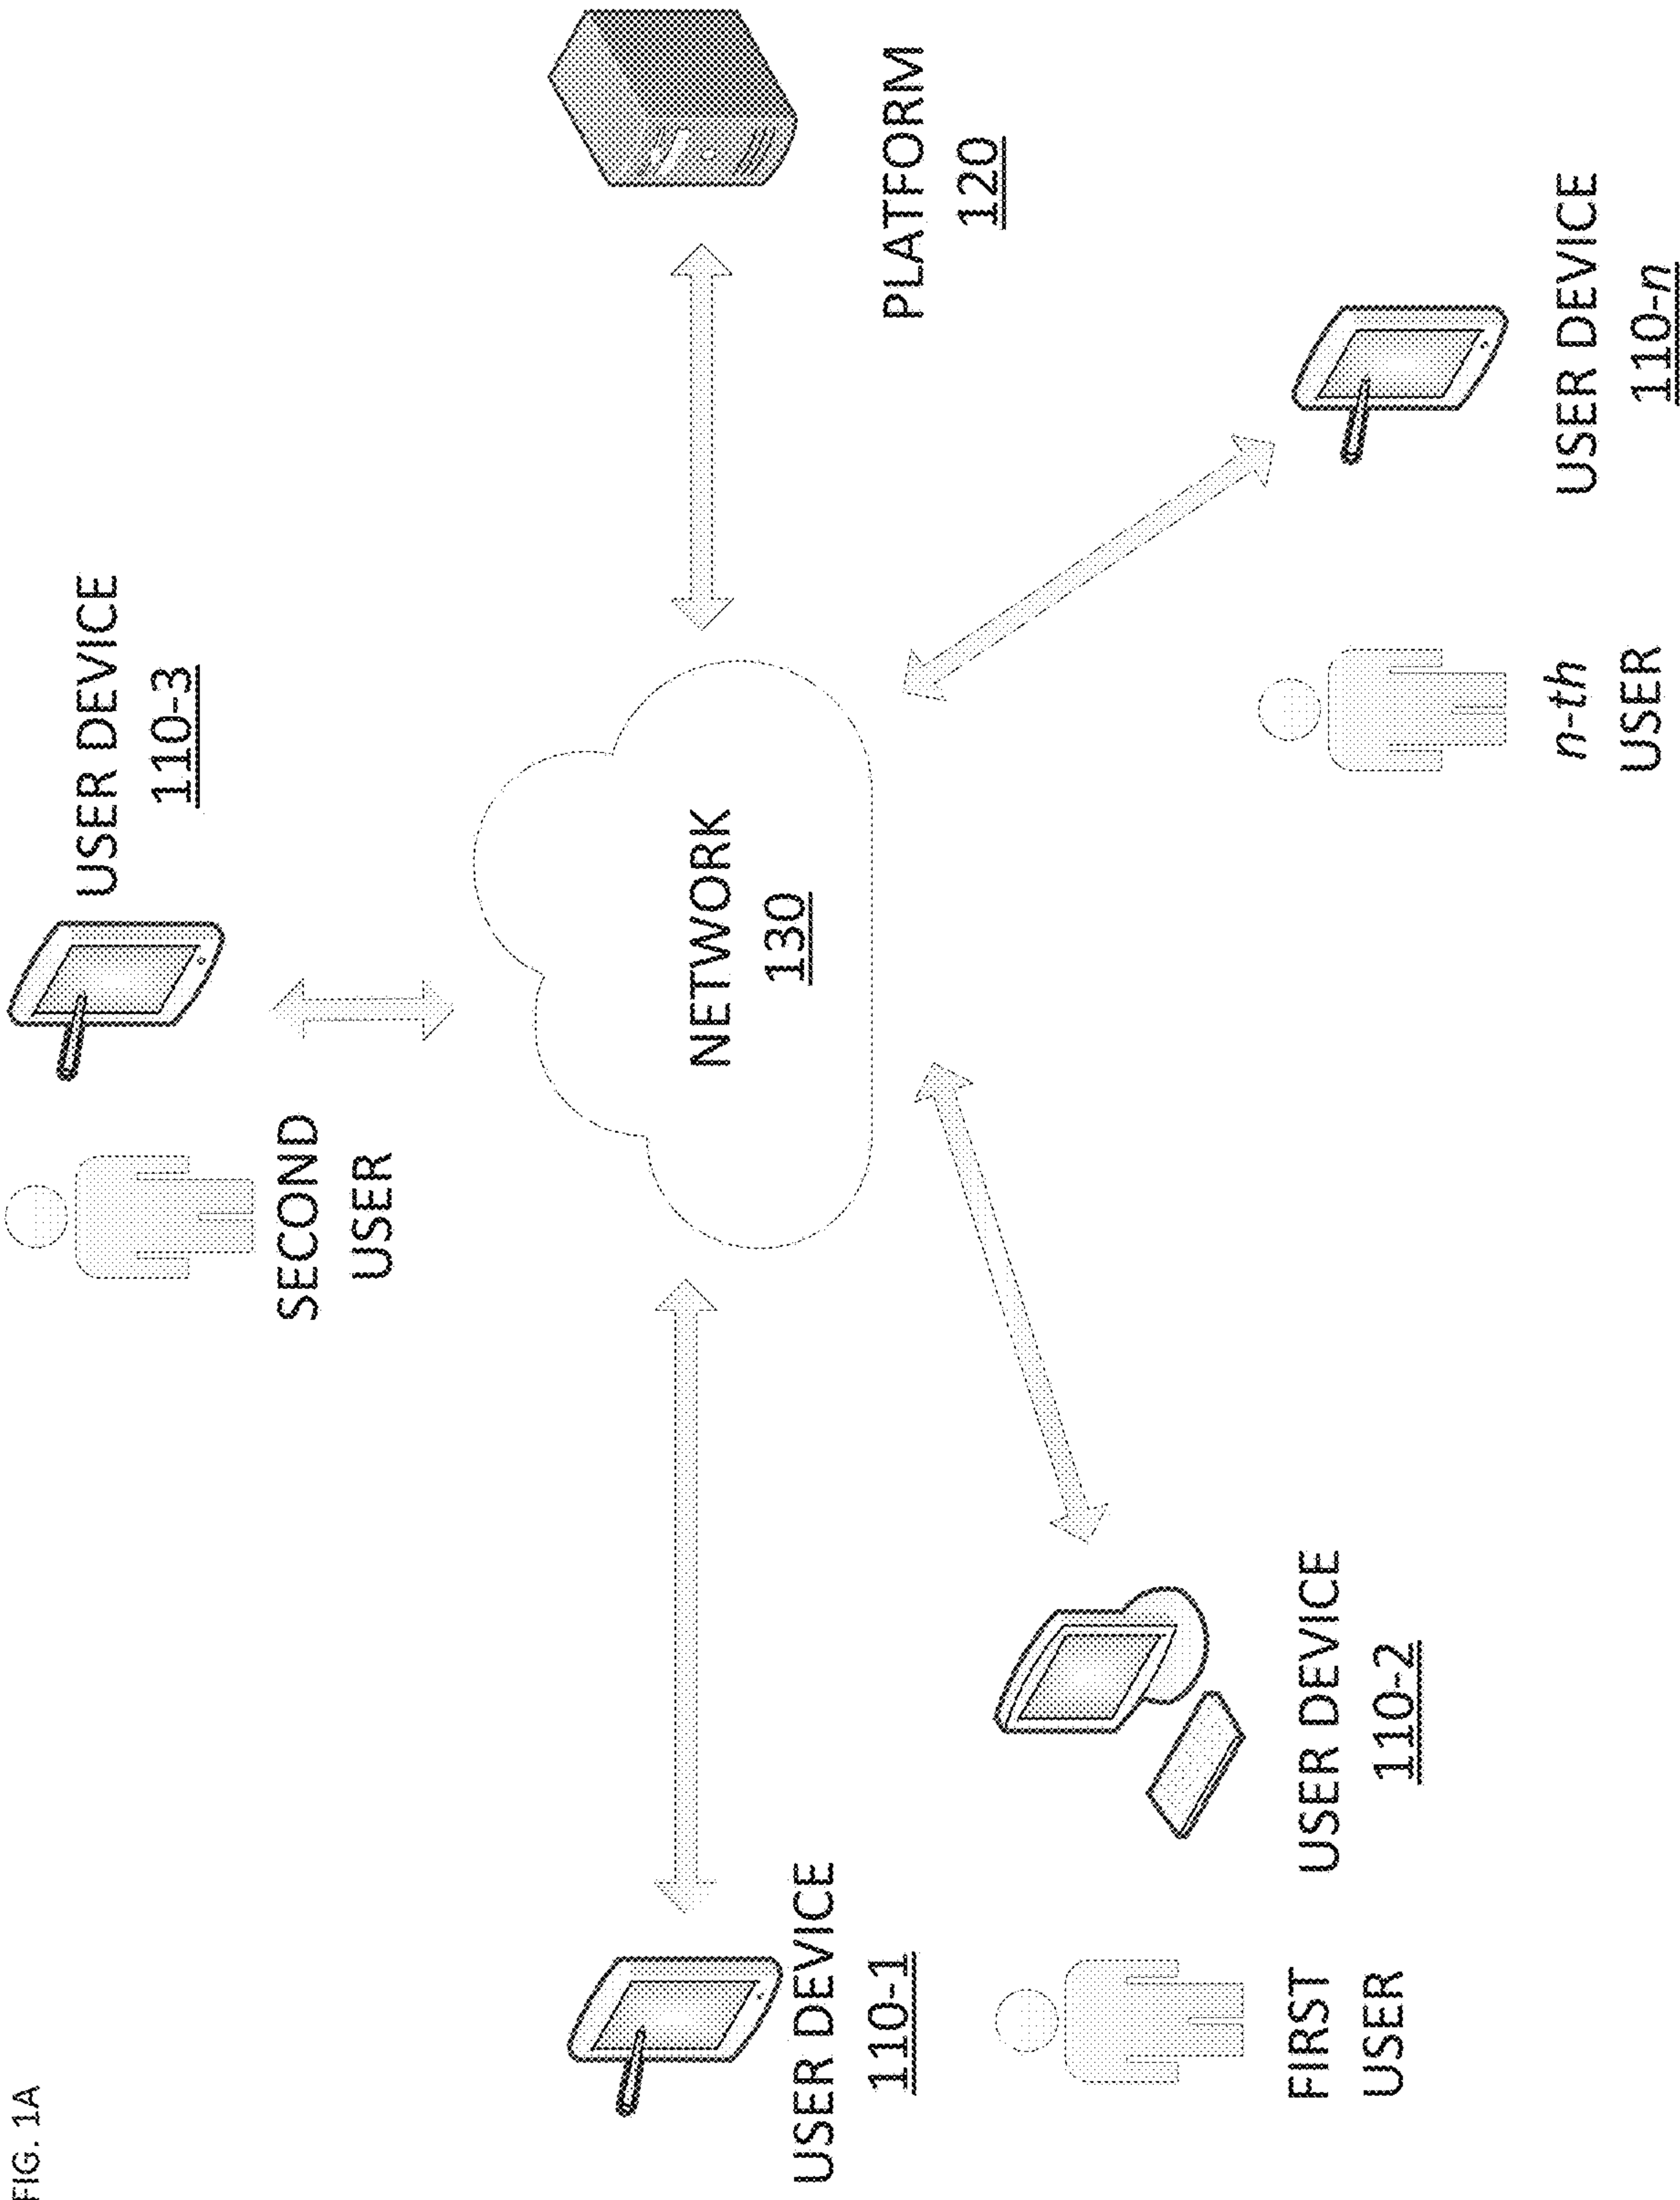 FIG. 1A
SECOND
USER
USER DEVICE
110-3
USER DEVICE
110-1
NETWORK
130
PLATFORM
120
FIRST
USER
USER DEVICE
110-2
n-th
USER
USER DEVICE
110-n